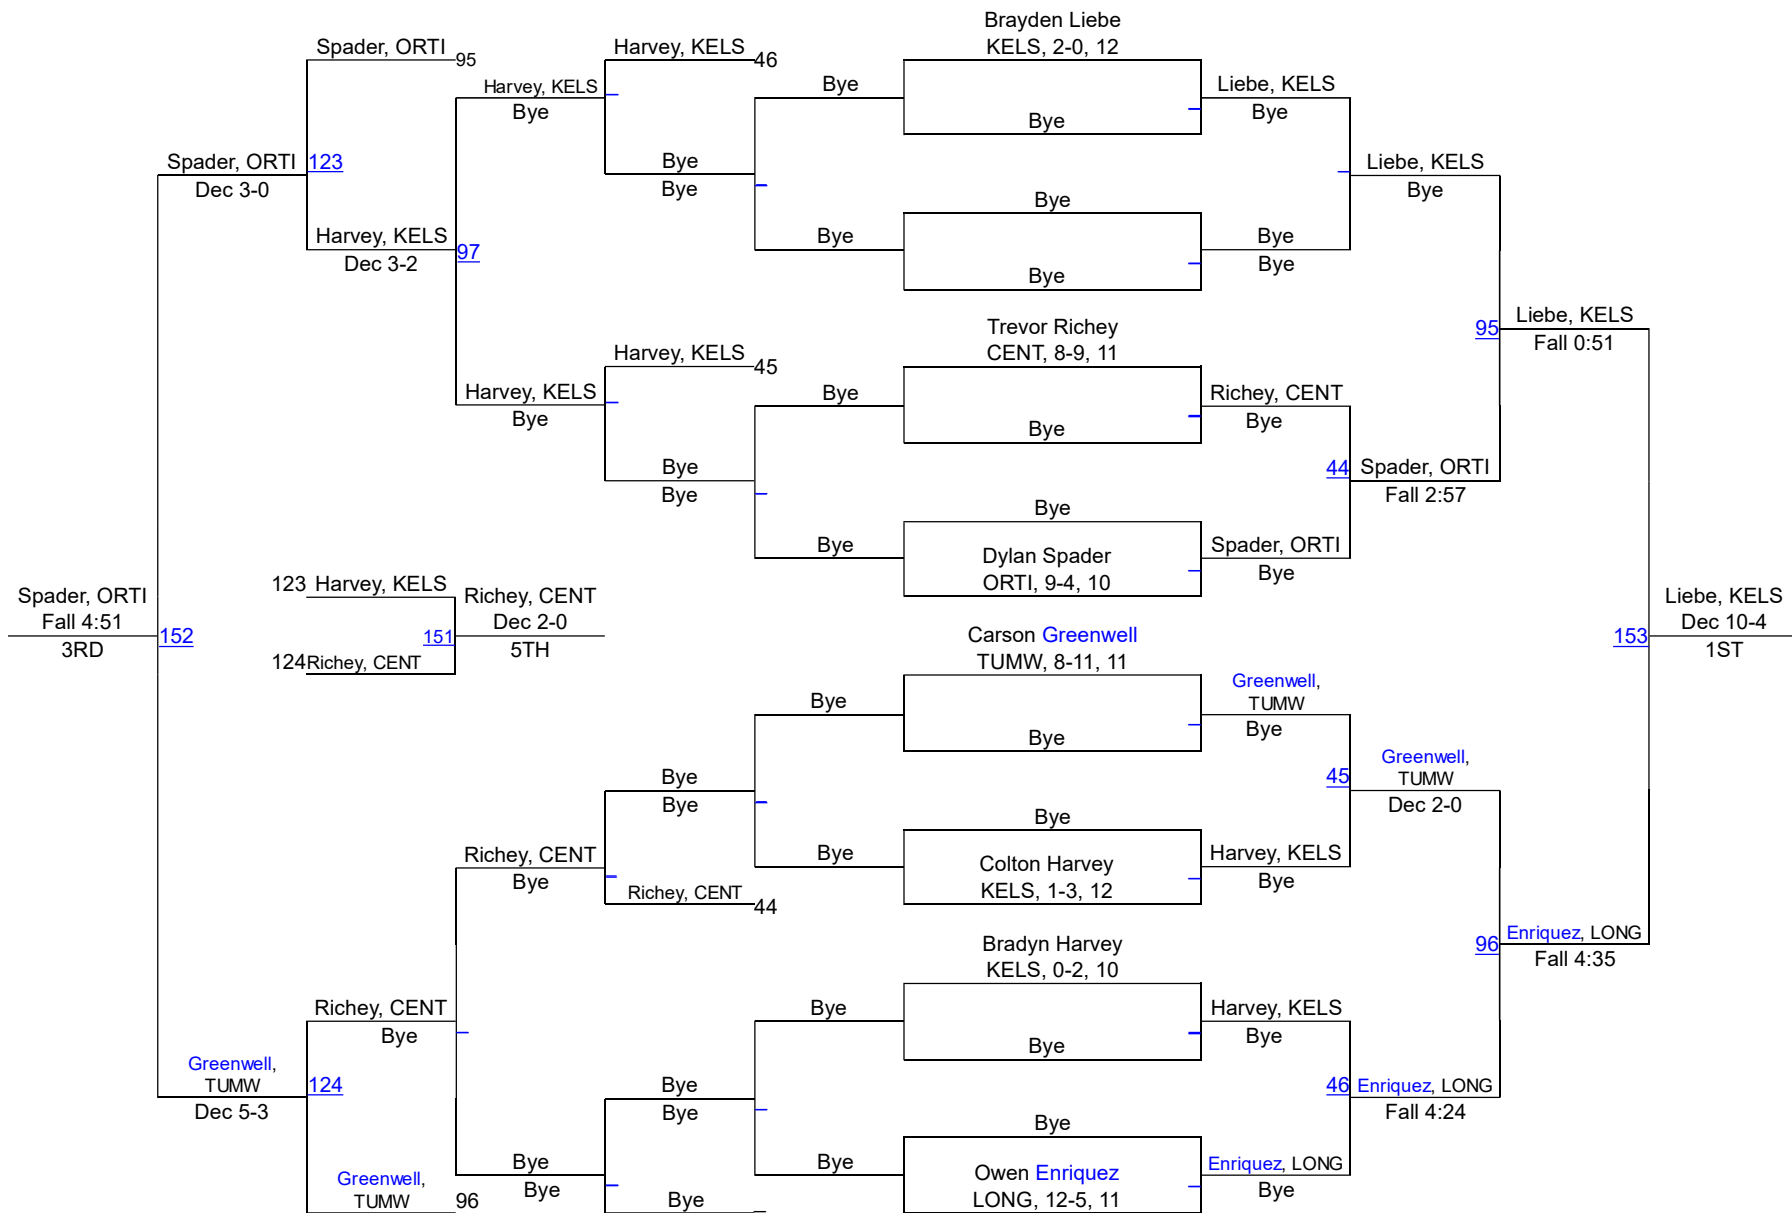 Brayden Liebe
KELS, 2-0, 12
Spader, ORTI
95
Harvey, KELS
46
Harvey, KELS
Bye
Bye
Liebe, KELS
Bye
Bye
Spader, ORTI
123
Dec 3-0
Bye
Bye
Liebe, KELS
Bye
Bye
Harvey, KELS
97
Dec 3-2
Bye
Bye
Bye
Bye
Trevor Richey
CENT, 8-9, 11
95
Liebe, KELS
Fall 0:51
Harvey, KELS
45
Harvey, KELS
Bye
Bye
Richey, CENT
Bye
Bye
Bye
Bye
44
Spader, ORTI
Fall 2:57
Bye
Bye
Dylan Spader
ORTI, 9-4, 10
Spader, ORTI
Bye
Spader, ORTI
Fall 4:51
3RD
152
123 Harvey, KELS
151
124 Richey, CENT
Richey, CENT
Dec 2-0
5TH
153
Liebe, KELS
Dec 10-4
1ST
Carson Greenwell
TUMW, 8-11, 11
Bye
Bye
Greenwell,
TUMW
Bye
Bye
Bye
45
Greenwell,
TUMW
Dec 2-0
Richey, CENT
Bye
Bye
Bye
Colton Harvey
KELS, 1-3, 12
Harvey, KELS
Bye
Richey, CENT
44
Bradyn Harvey
KELS, 0-2, 10
96
Enriquez, LONG
Fall 4:35
Richey, CENT
Bye
Bye
Bye
Harvey, KELS
Bye
Greenwell,
TUMW
Dec 5-3
124
Bye
Bye
46
Enriquez, LONG
Fall 4:24
Bye
Greenwell,
TUMW
96
Bye
Bye
Bye
Bye
Owen Enriquez
LONG, 12-5, 11
Enriquez, LONG
Bye